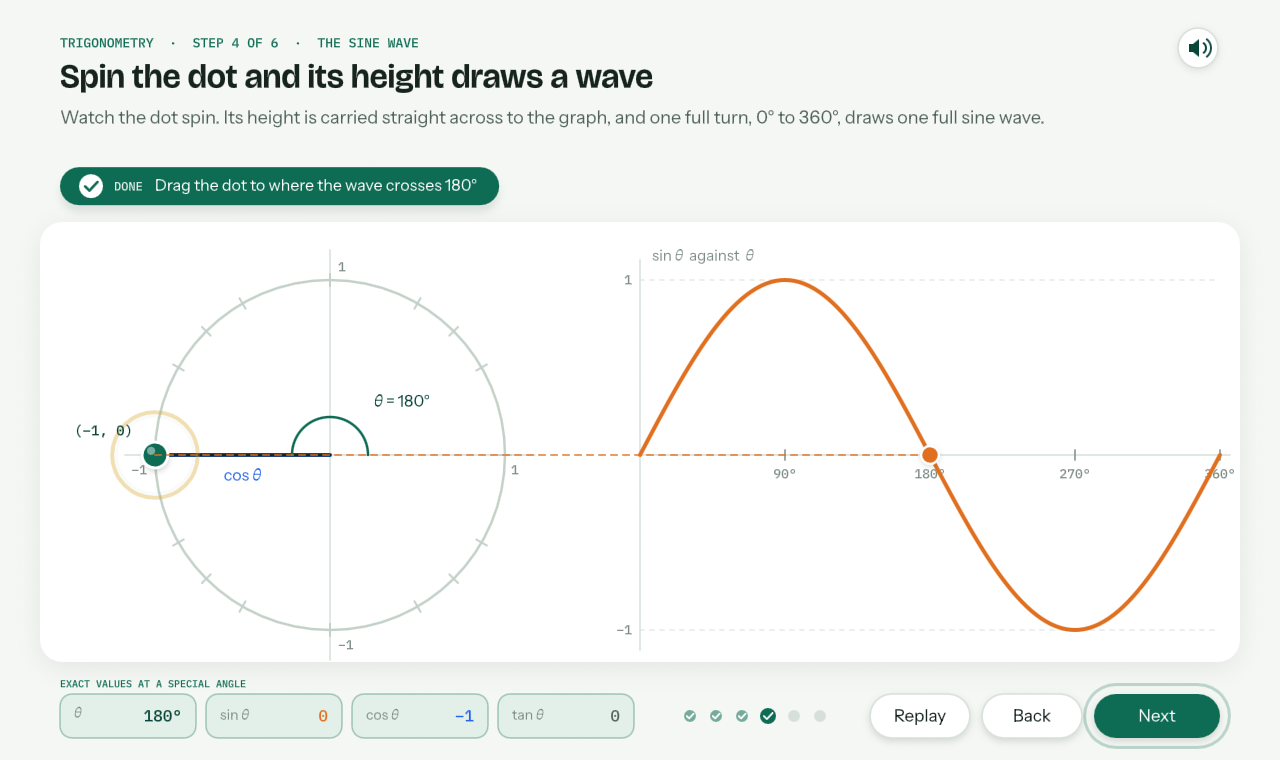 TRIGONOMETRY · STEP 4 OF 6 · THE SINE WAVE
Spin the dot and its height draws a wave
Watch the dot spin. Its height is carried straight across to the graph, and one full turn, 0° to 360°, draws one full sine wave.
DONE Drag the dot to where the wave crosses 180°
sin θ against θ
1
1
θ = 180°
(−1, 0)
−1
cos θ
1
90°
180°
270°
360°
−1
−1
EXACT VALUES AT A SPECIAL ANGLE
θ 180°
sin θ 0
cos θ −1
tan θ 0
Replay
Back
Next